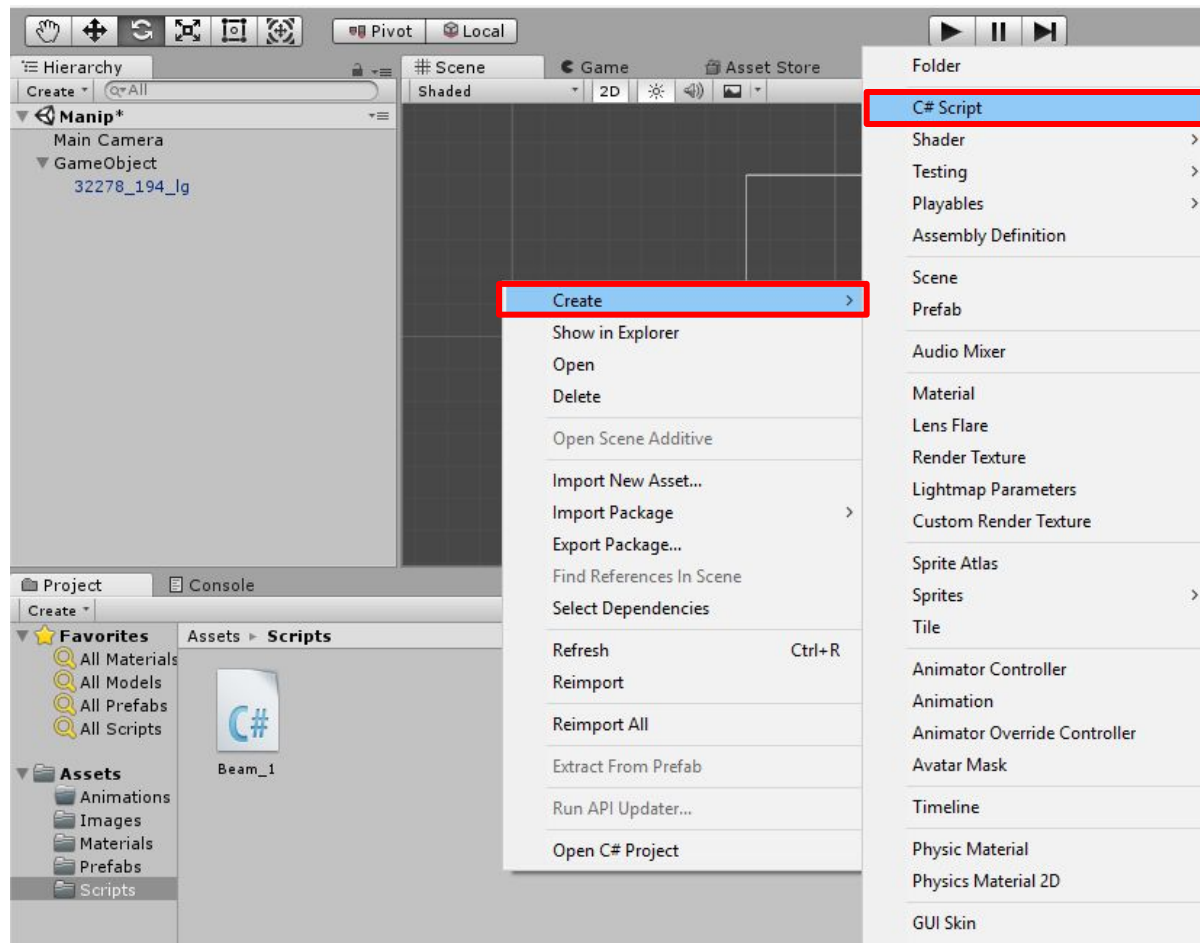 Pivot
Local
Hierarchy
Create
All
Manip*
Main Camera
GameObject
32278_194_lg
Scene
Game
Asset Store
Shaded
2D
Create
Show in Explorer
Open
Delete
Open Scene Additive
Import New Asset...
Import Package
Export Package...
Find References In Scene
Select Dependencies
Refresh Ctrl+R
Reimport
Reimport All
Extract From Prefab
Run API Updater...
Open C# Project
Folder
C# Script
Shader
Testing
Playables
Assembly Definition
Scene
Prefab
Audio Mixer
Material
Lens Flare
Render Texture
Lightmap Parameters
Custom Render Texture
Sprite Atlas
Sprites
Tile
Animator Controller
Animation
Animator Override Controller
Avatar Mask
Timeline
Physic Material
Physics Material 2D
GUI Skin
Project
Console
Create
Favorites
All Materials
All Models
All Prefabs
All Scripts
Assets
Animations
Images
Materials
Prefabs
Scripts
Assets ▸ Scripts
C#
Beam_1